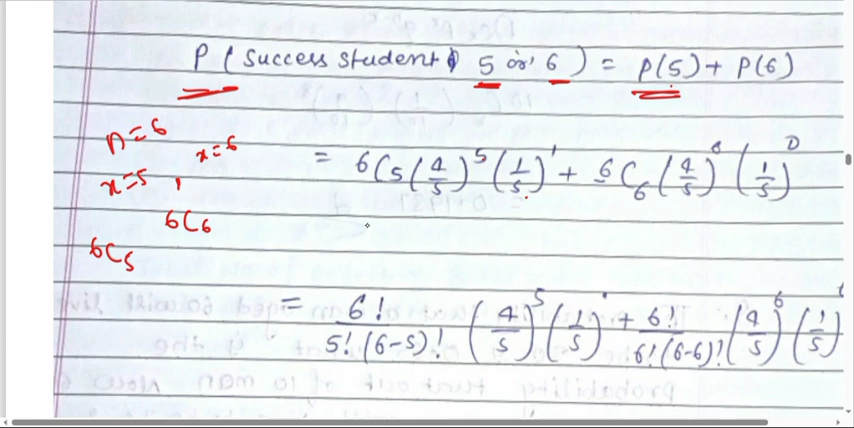 P ( Success student 5 or 6 ) = P(5) + P(6)
n = 6
x = 5 , x = 6
= 6C5 (4/5)^5 (1/5)^1 + 6C6 (4/5)^6 (1/5)^0
6C6
6C5
= 6! / 5! (6-5)! (4/5)^5 (1/5)^1 + 6! / 6! (6-6)! (4/5)^6 (1/5)